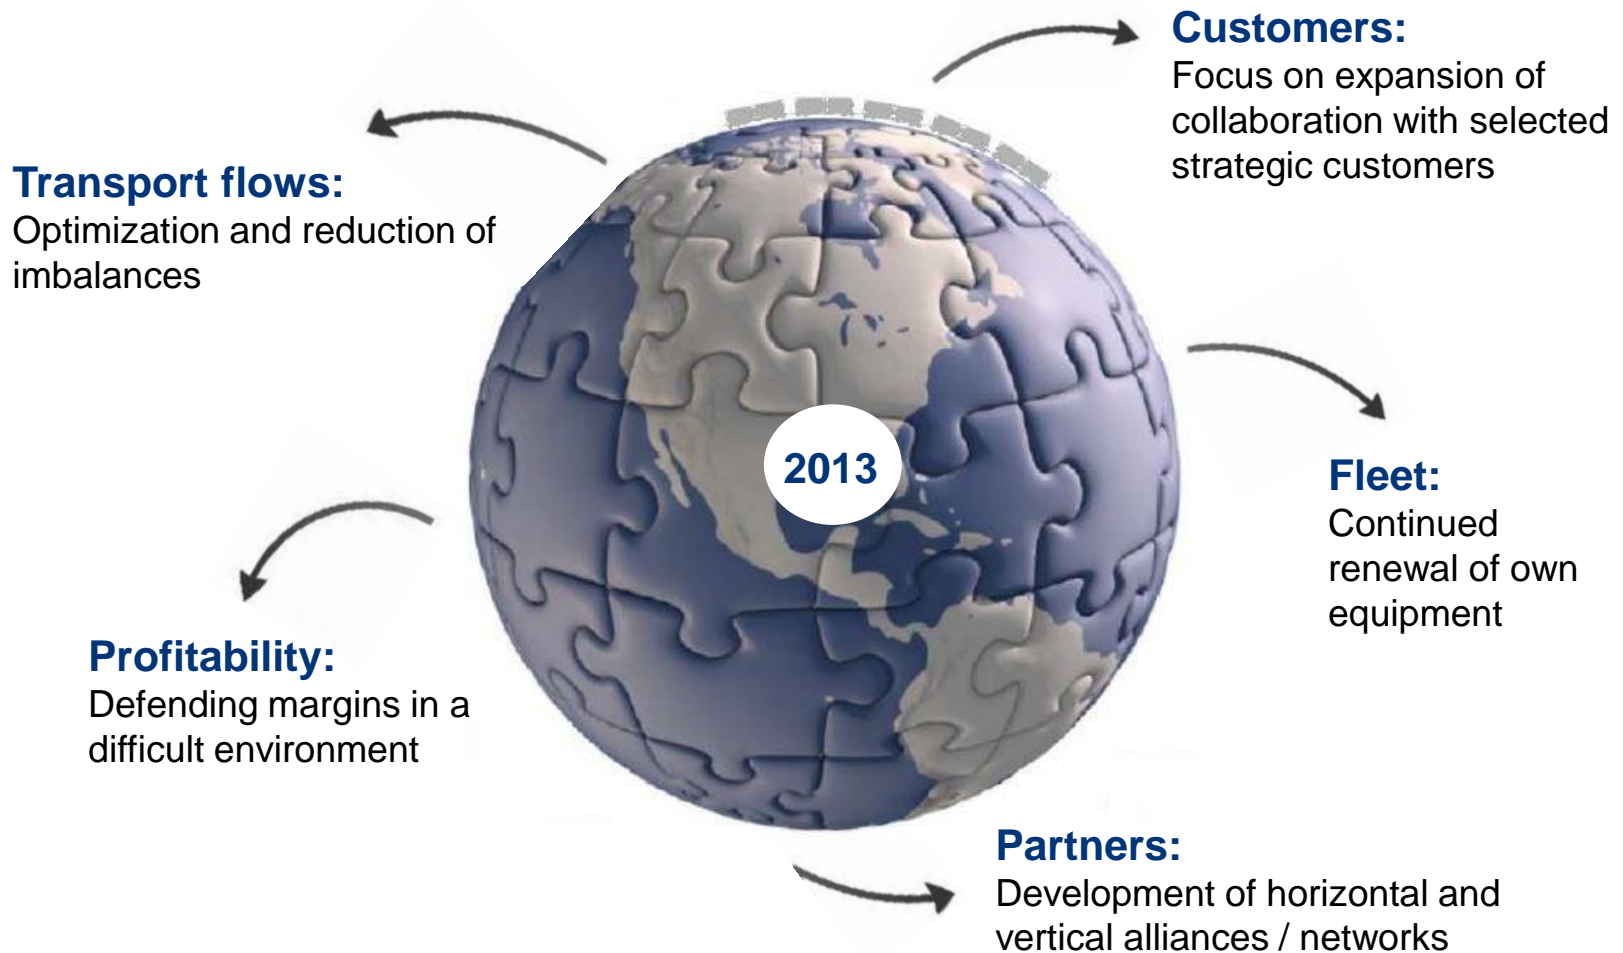 Customers:
Focus on expansion of
collaboration with selected
strategic customers
Transport flows:
Optimization and reduction of
imbalances
2013
Fleet:
Continued
renewal of own
equipment
Profitability:
Defending margins in a
difficult environment
Partners:
Development of horizontal and
vertical alliances / networks